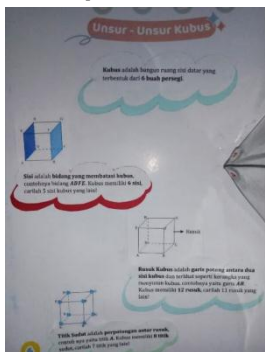 Unsur - Unsur Kubus
Kubus adalah bangun ruang sisi datar yang
terbentuk dari 6 buah persegi.
Sisi adalah bidang yang membatasi kubus,
contohnya bidang ABFE. Kubus memiliki 6 sisi,
carilah 5 sisi kubus yang lain!
Rusuk
Rusuk Kubus adalah garis potong antara dua
sisi kubus dan terlihat seperti kerangka yang
menyusun kubus, contohnya yaitu garis AB.
Kubus memiliki 12 rusuk, carilah 11 rusuk yang
lain!
Titik Sudut adalah perpotongan antar rusuk,
contoh nya yaitu titik A. Kubus memiliki 8 titik
sudut, carilah 7 titik yang lain!